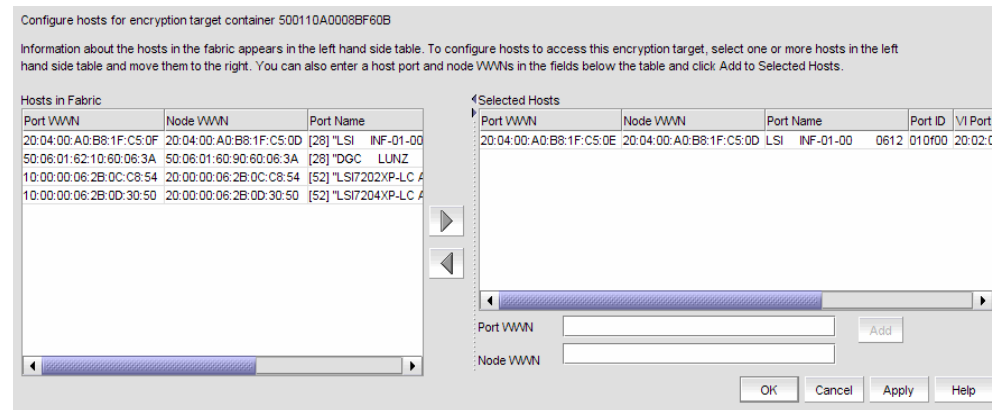 Configure hosts for encryption target container 500110A0008BF60B
Information about the hosts in the fabric appears in the left hand side table. To configure hosts to access this encryption target, select one or more hosts in the left
hand side table and move them to the right. You can also enter a host port and node WWNs in the fields below the table and click Add to Selected Hosts.
Hosts in Fabric
Port WWN Node WWN Port Name
20:04:00:A0:B8:1F:C5:0F 20:04:00:A0:B8:1F:C5:0D [28] "LSI INF-01-00
50:06:01:62:10:60:06:3A 50:06:01:60:90:60:06:3A [28] "DGC LUNZ
10:00:00:06:2B:0C:C8:54 20:00:00:06:2B:0C:C8:54 [52] "LSI7202XP-LC A
10:00:00:06:2B:0D:30:50 20:00:00:06:2B:0D:30:50 [52] "LSI7204XP-LC A
Selected Hosts
Port WWN Node WWN Port Name Port ID VI Port
20:04:00:A0:B8:1F:C5:0E 20:04:00:A0:B8:1F:C5:0D LSI INF-01-00 0612 010f00 20:02:0
Port WWN
Add
Node WWN
OK Cancel Apply Help